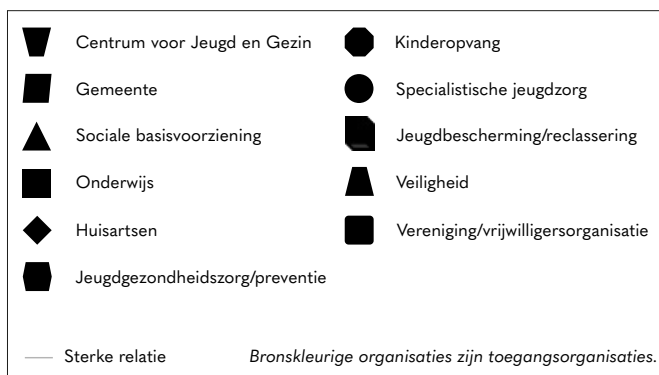 Centrum voor Jeugd en Gezin
Gemeente
Sociale basisvoorziening
Onderwijs
Huisartsen
Jeugdgezondheidszorg/preventie
Kinderopvang
Specialistische jeugdzorg
Jeugdbescherming/reclassering
Veiligheid
Vereniging/vrijwilligersorganisatie
Sterke relatie
Bronskleurige organisaties zijn toegangsorganisaties.